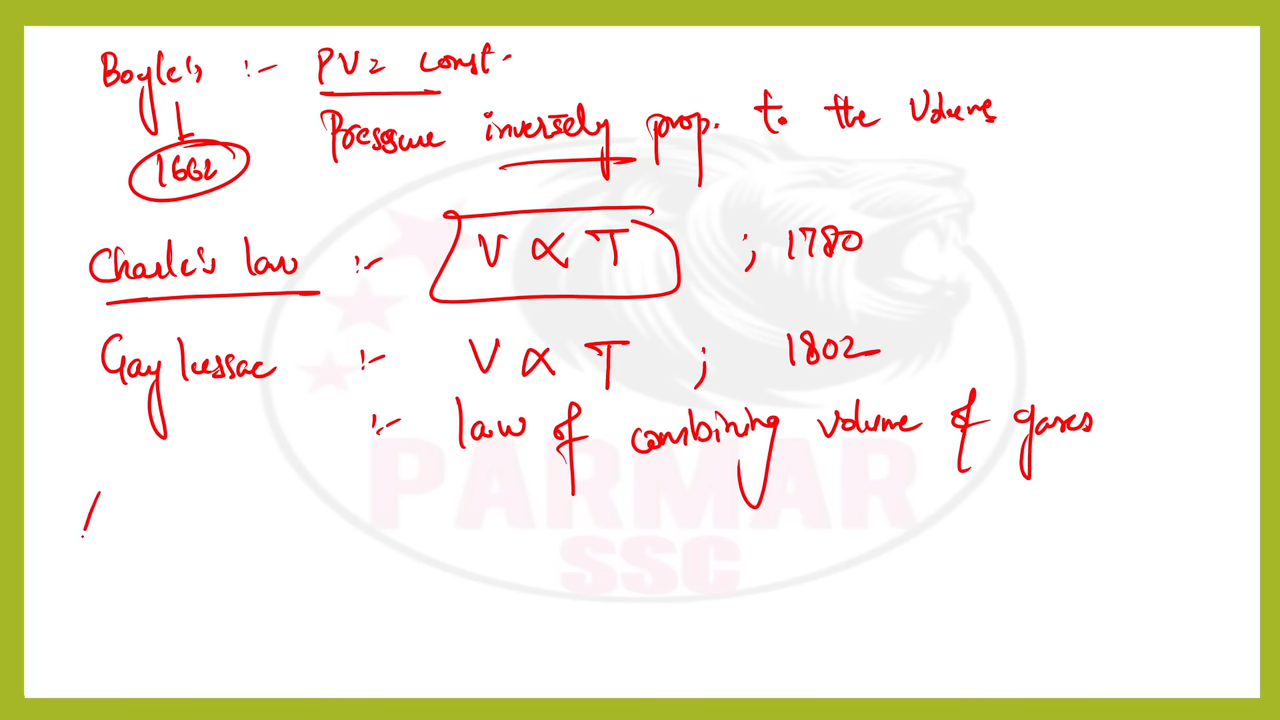 Boyle's :- PV = const.
Pressure inversely prop. to the volume
1662
Charle's law :- V ∝ T ; 1780
Gay lussac :- V ∝ T ; 1802
:- law of combining volume of gases
PARMAR
SSC